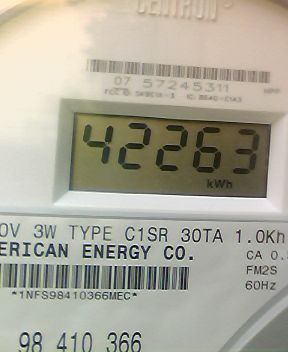 CENTRON
07 57245311
42263
kWh
0V 3W TYPE C1SR 30TA 1.0Kh
ERICAN ENERGY CO.
CA 0.
FM2S
60Hz
*1NFS98410366MEC*
98 410 366